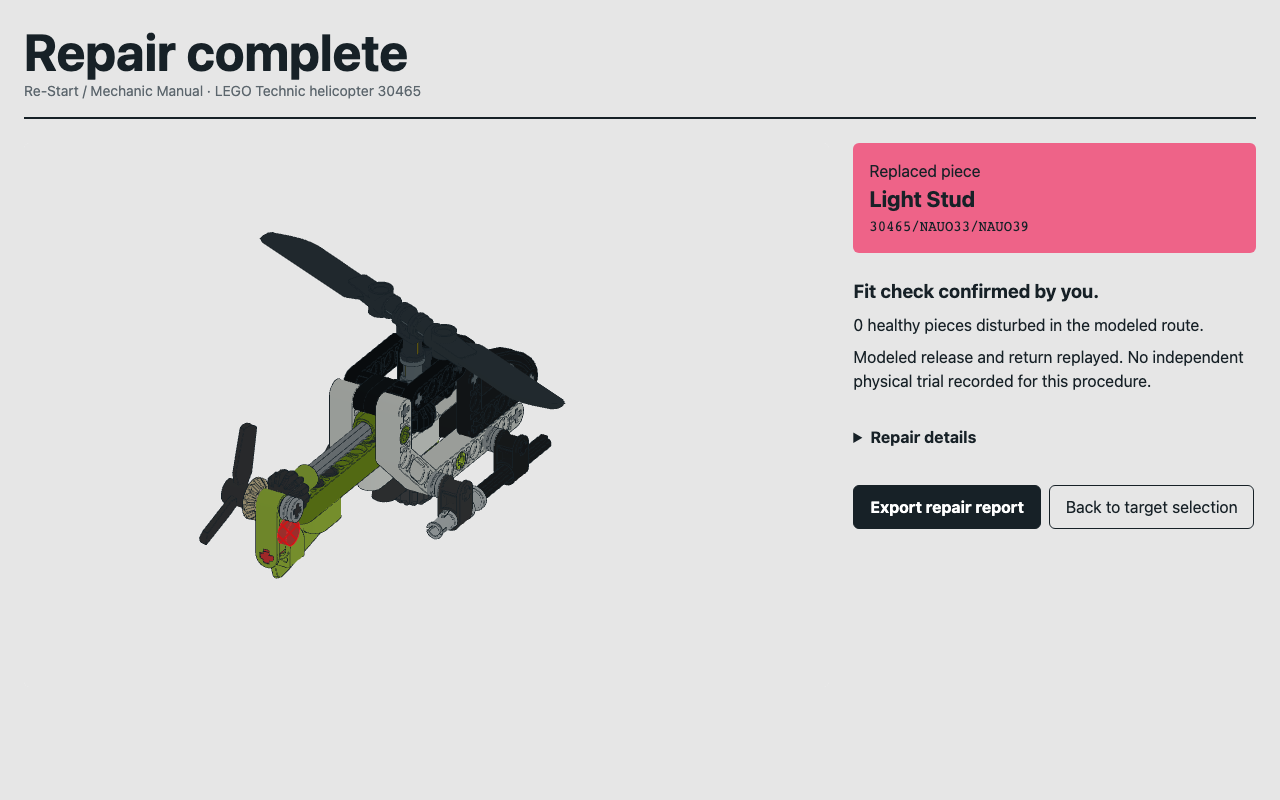 Repair complete
Re-Start / Mechanic Manual · LEGO Technic helicopter 30465
Replaced piece
Light Stud
30465/NAUO33/NAUO39
Fit check confirmed by you.
0 healthy pieces disturbed in the modeled route.
Modeled release and return replayed. No independent
physical trial recorded for this procedure.
Repair details
Export repair report
Back to target selection